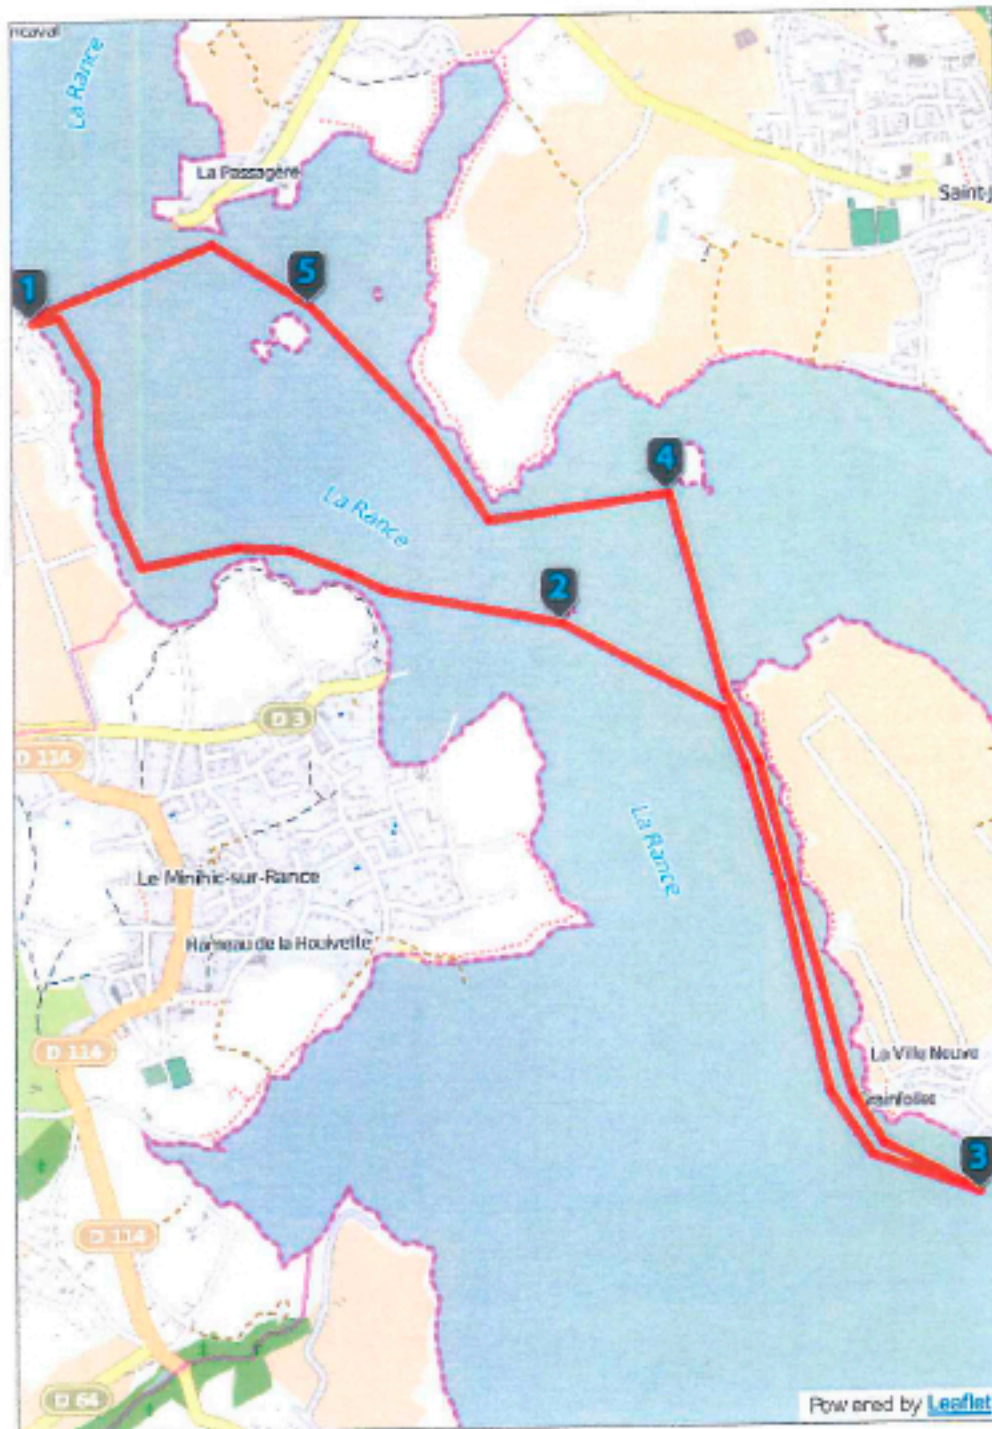 ncaval
La Rance
La Passagère
Saint-J
1
5
4
La Rance
2
D 3
D 114
La Rance
Le Minihic-sur-Rance
Hameau de la Houlvette
D 114
La Ville Neuve
3
D 114
D 64
Powered by Leaflet